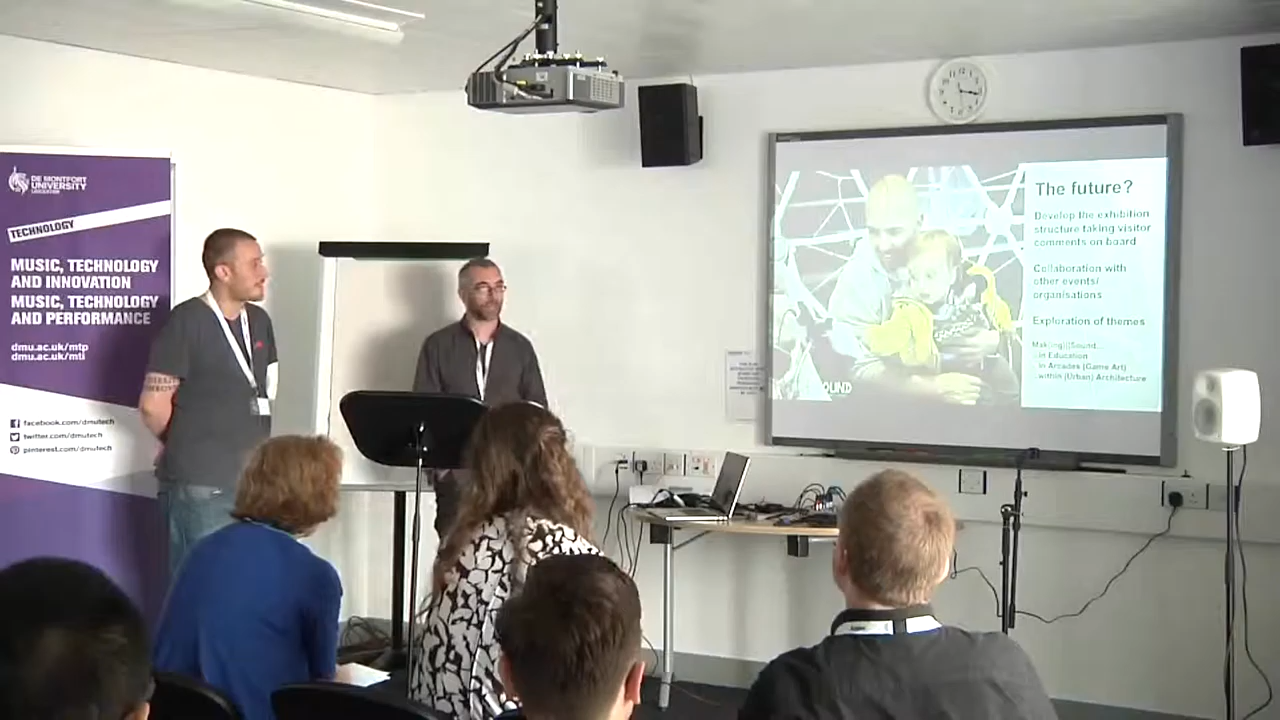 DE MONTFORT
UNIVERSITY
LEICESTER
TECHNOLOGY
MUSIC, TECHNOLOGY
AND INNOVATION
MUSIC, TECHNOLOGY
AND PERFORMANCE
dmu.ac.uk/mtp
dmu.ac.uk/mti
facebook.com/dmutech
twitter.com/dmutech
pinterest.com/dmutech
The future?
Develop the exhibition
structure taking visitor
comments on board
Collaboration with
other events/
organisations
Exploration of themes
Making||Sound...
...in Education
...in Arcades (Game Art)
...within (Urban) Architecture
SOUND